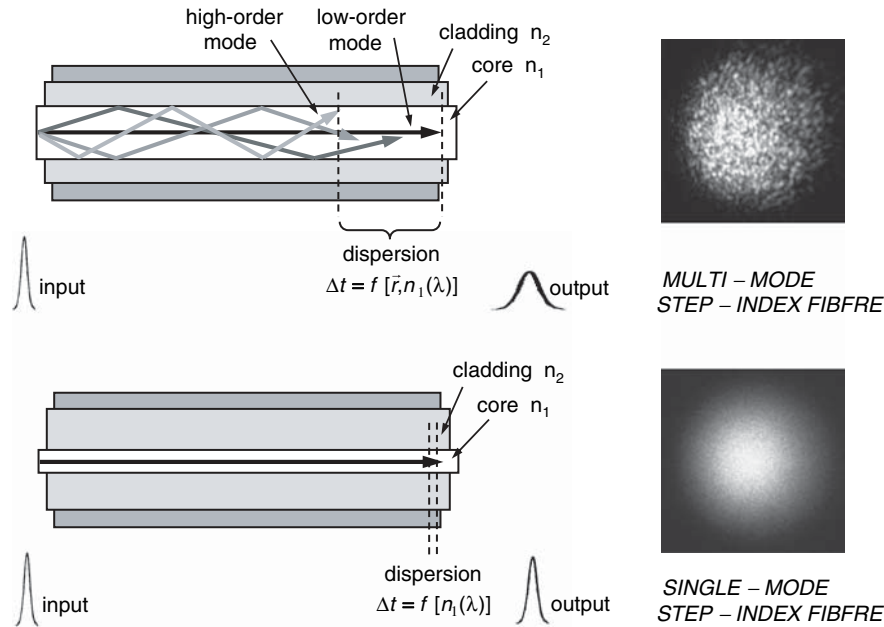 high-order
mode
low-order
mode
cladding n₂
core n₁
dispersion
Δt = f [r⃗,n₁(λ)]
input
output
MULTI – MODE
STEP – INDEX FIBFRE
cladding n₂
core n₁
dispersion
Δt = f [n₁(λ)]
input
output
SINGLE – MODE
STEP – INDEX FIBFRE